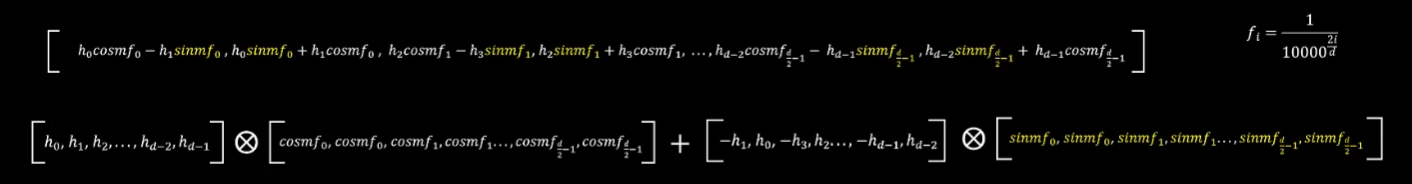 [ h₀cosmf₀ − h₁sinmf₀ , h₀sinmf₀ + h₁cosmf₀ , h₂cosmf₁ − h₃sinmf₁, h₂sinmf₁ + h₃cosmf₁, …, h_{d−2}cosmf_{d/2−1} − h_{d−1}sinmf_{d/2−1} , h_{d−2}sinmf_{d/2−1} + h_{d−1}cosmf_{d/2−1} ] f_i = 1/10000^{2i/d}
[h₀, h₁, h₂, …, h_{d−2}, h_{d−1}] ⊗ [cosmf₀, cosmf₀, cosmf₁, cosmf₁…, cosmf_{d/2−1}, cosmf_{d/2−1}] + [−h₁, h₀, −h₃, h₂…, −h_{d−1}, h_{d−2}] ⊗ [sinmf₀, sinmf₀, sinmf₁, sinmf₁…, sinmf_{d/2−1}, sinmf_{d/2−1}]